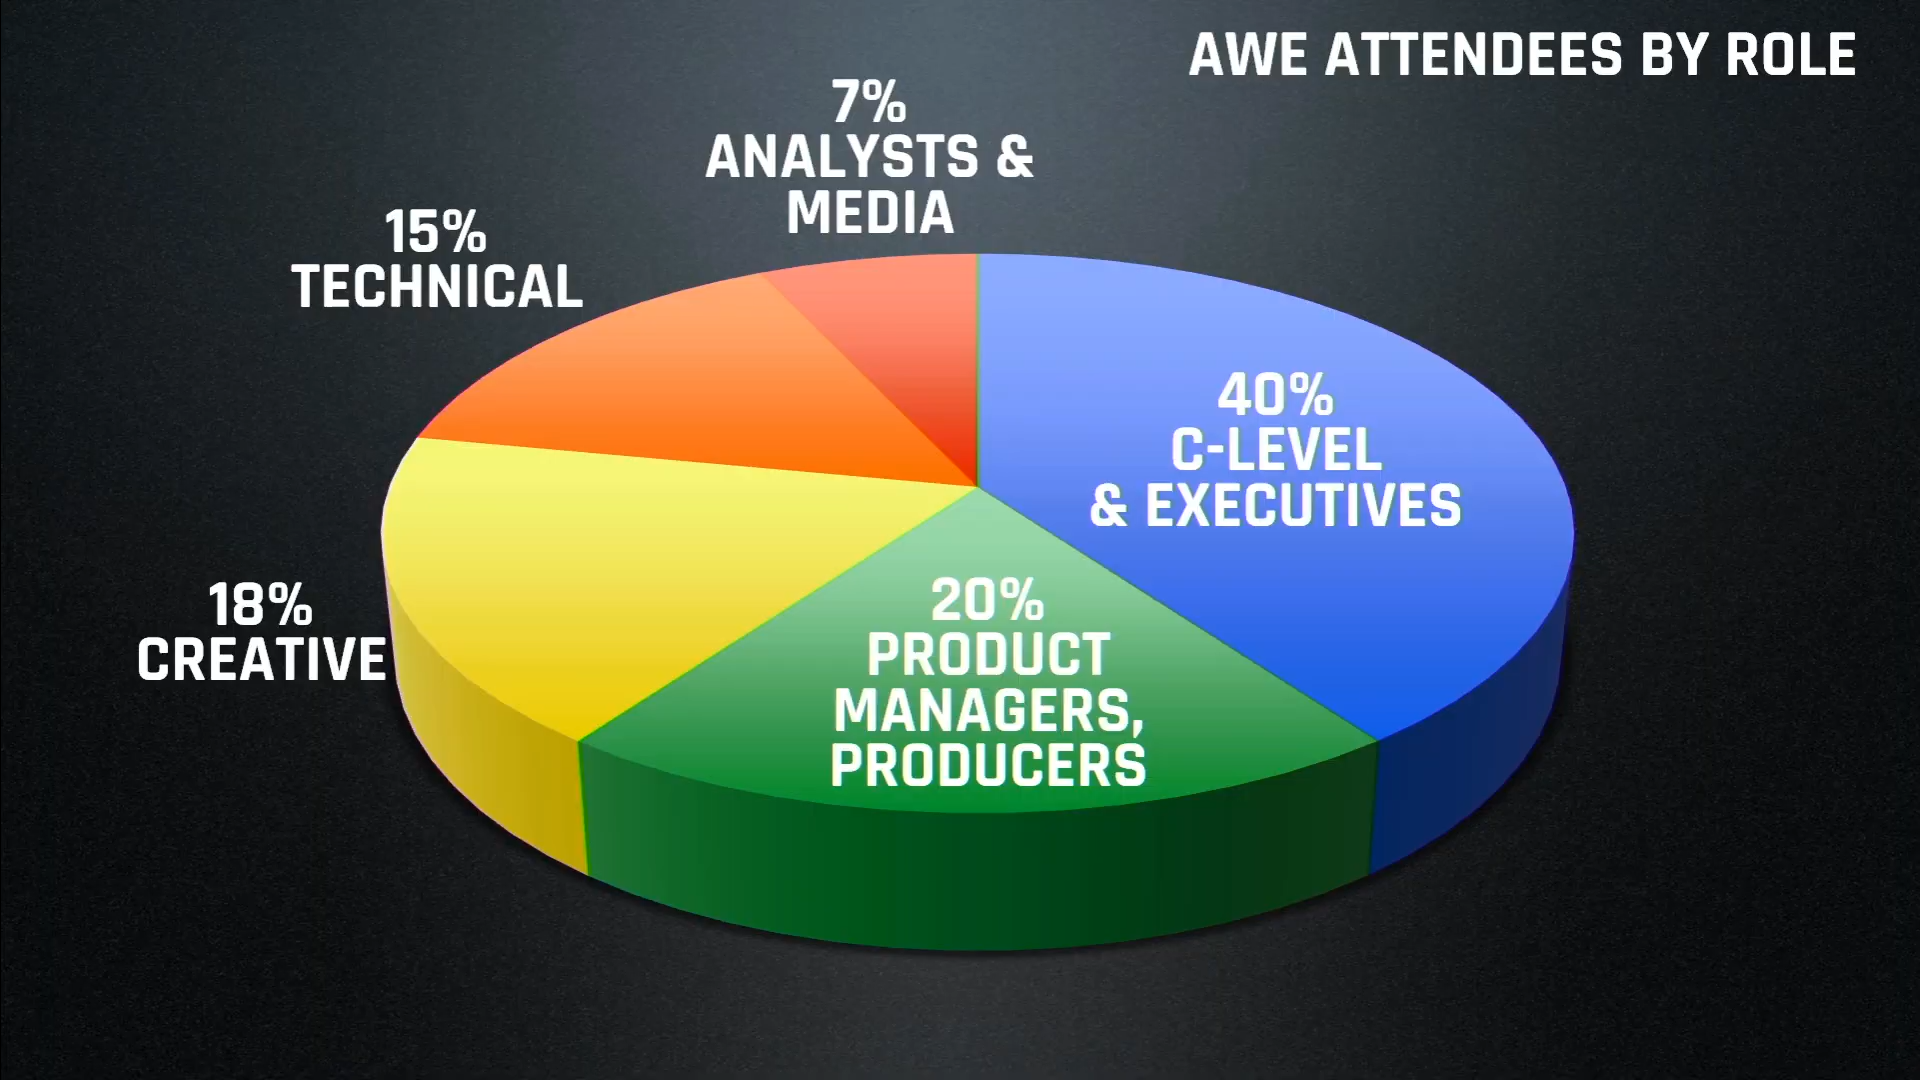 AWE ATTENDEES BY ROLE
7%
ANALYSTS &
MEDIA
15%
TECHNICAL
40%
C-LEVEL
& EXECUTIVES
18%
CREATIVE
20%
PRODUCT
MANAGERS,
PRODUCERS